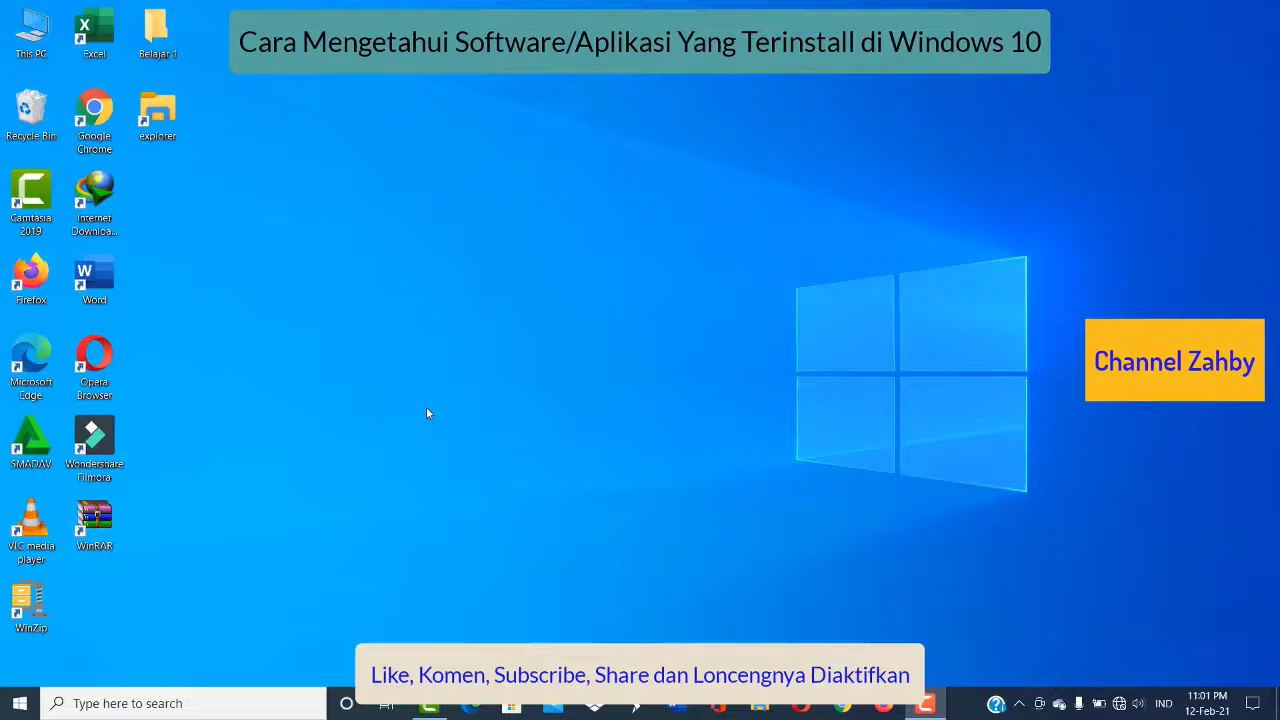 Cara Mengetahui Software/Aplikasi Yang Terinstall di Windows 10
This PC
Excel
Belajar 1
Recycle Bin
Google
Chrome
explorer
Camtasia
2019
Internet
Downloa...
Firefox
Word
Microsoft
Edge
Opera
Browser
SMADAV
Wondershare
Filmora
VLC media
player
WinRAR
WinZip
Channel Zahby
Like, Komen, Subscribe, Share dan Loncengnya Diaktifkan
Type here to search
IND
11:01 PM
12-Feb-21